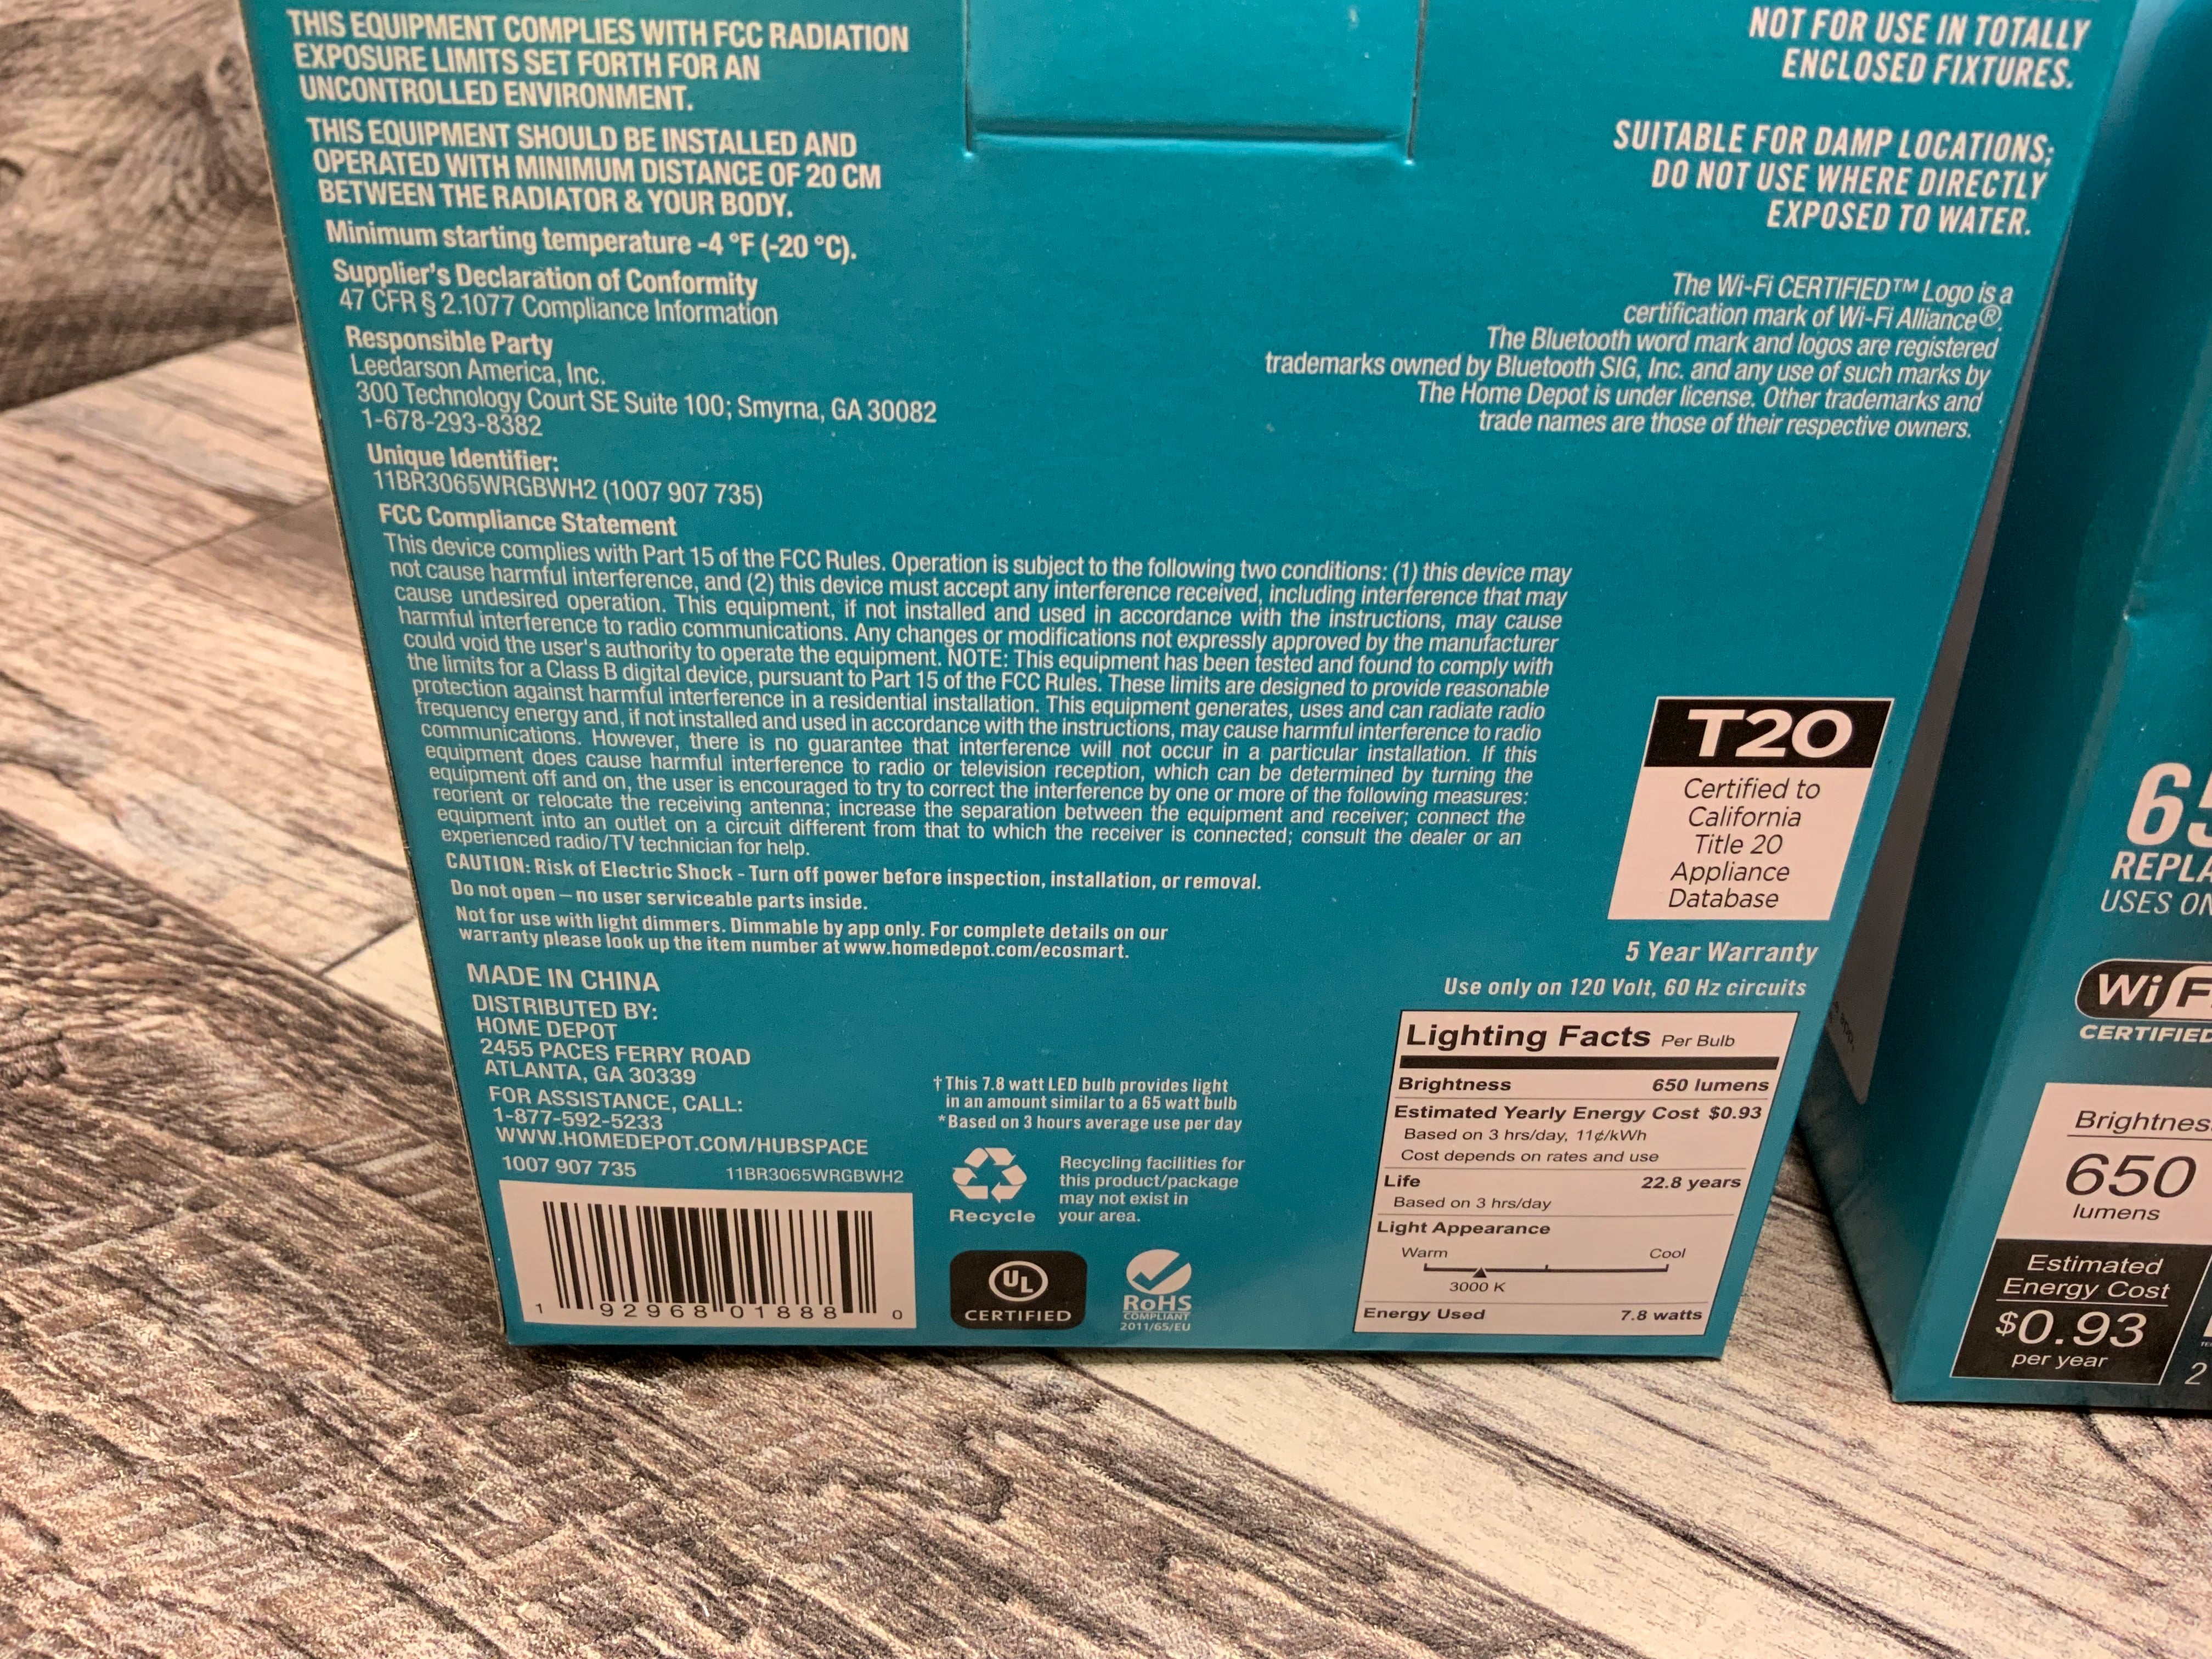 THIS EQUIPMENT COMPLIES WITH FCC RADIATION
EXPOSURE LIMITS SET FORTH FOR AN
UNCONTROLLED ENVIRONMENT.
THIS EQUIPMENT SHOULD BE INSTALLED AND
OPERATED WITH MINIMUM DISTANCE OF 20 CM
BETWEEN THE RADIATOR & YOUR BODY.
Minimum starting temperature -4 °F (-20 °C).
Supplier's Declaration of Conformity
47 CFR § 2.1077 Compliance Information
Responsible Party
Leedarson America, Inc.
300 Technology Court SE Suite 100; Smyrna, GA 30082
1-678-293-8382
Unique Identifier:
11BR3065WRGBWH2 (1007 907 735)
FCC Compliance Statement
This device complies with Part 15 of the FCC Rules. Operation is subject to the following two conditions: (1) this device may
not cause harmful interference, and (2) this device must accept any interference received, including interference that may
cause undesired operation. This equipment, if not installed and used in accordance with the instructions, may cause
harmful interference to radio communications. Any changes or modifications not expressly approved by the manufacturer
could void the user's authority to operate the equipment. NOTE: This equipment has been tested and found to comply with
the limits for a Class B digital device, pursuant to Part 15 of the FCC Rules. These limits are designed to provide reasonable
protection against harmful interference in a residential installation. This equipment generates, uses and can radiate radio
frequency energy and, if not installed and used in accordance with the instructions, may cause harmful interference to radio
communications. However, there is no guarantee that interference will not occur in a particular installation. If this
equipment does cause harmful interference to radio or television reception, which can be determined by turning the
equipment off and on, the user is encouraged to try to correct the interference by one or more of the following measures:
reorient or relocate the receiving antenna; increase the separation between the equipment and receiver; connect the
equipment into an outlet on a circuit different from that to which the receiver is connected; consult the dealer or an
experienced radio/TV technician for help.
CAUTION: Risk of Electric Shock - Turn off power before inspection, installation, or removal.
Do not open – no user serviceable parts inside.
Not for use with light dimmers. Dimmable by app only. For complete details on our
warranty please look up the item number at www.homedepot.com/ecosmart.
MADE IN CHINA
DISTRIBUTED BY:
HOME DEPOT
2455 PACES FERRY ROAD
ATLANTA, GA 30339
FOR ASSISTANCE, CALL:
1-877-592-5233
WWW.HOMEDEPOT.COM/HUBSPACE
1007 907 735 11BR3065WRGBWH2
1 92968 01888 0
† This 7.8 watt LED bulb provides light
in an amount similar to a 65 watt bulb
*Based on 3 hours average use per day
Recycle
Recycling facilities for
this product/package
may not exist in
your area.
UL
CERTIFIED
RoHS
COMPLIANT
2011/65/EU
NOT FOR USE IN TOTALLY
ENCLOSED FIXTURES.
SUITABLE FOR DAMP LOCATIONS;
DO NOT USE WHERE DIRECTLY
EXPOSED TO WATER.
The Wi-Fi CERTIFIED™ Logo is a
certification mark of Wi-Fi Alliance®.
The Bluetooth word mark and logos are registered
trademarks owned by Bluetooth SIG, Inc. and any use of such marks by
The Home Depot is under license. Other trademarks and
trade names are those of their respective owners.
T20
Certified to
California
Title 20
Appliance
Database
5 Year Warranty
Use only on 120 Volt, 60 Hz circuits
Lighting Facts Per Bulb
Brightness 650 lumens
Estimated Yearly Energy Cost $0.93
Based on 3 hrs/day, 11¢/kWh
Cost depends on rates and use
Life 22.8 years
Based on 3 hrs/day
Light Appearance
Warm Cool
3000 K
Energy Used 7.8 watts
REPLA
USES ON
WiF
CERTIFIED
Brightnes
650
lumens
Estimated
Energy Cost
$0.93
per year
2